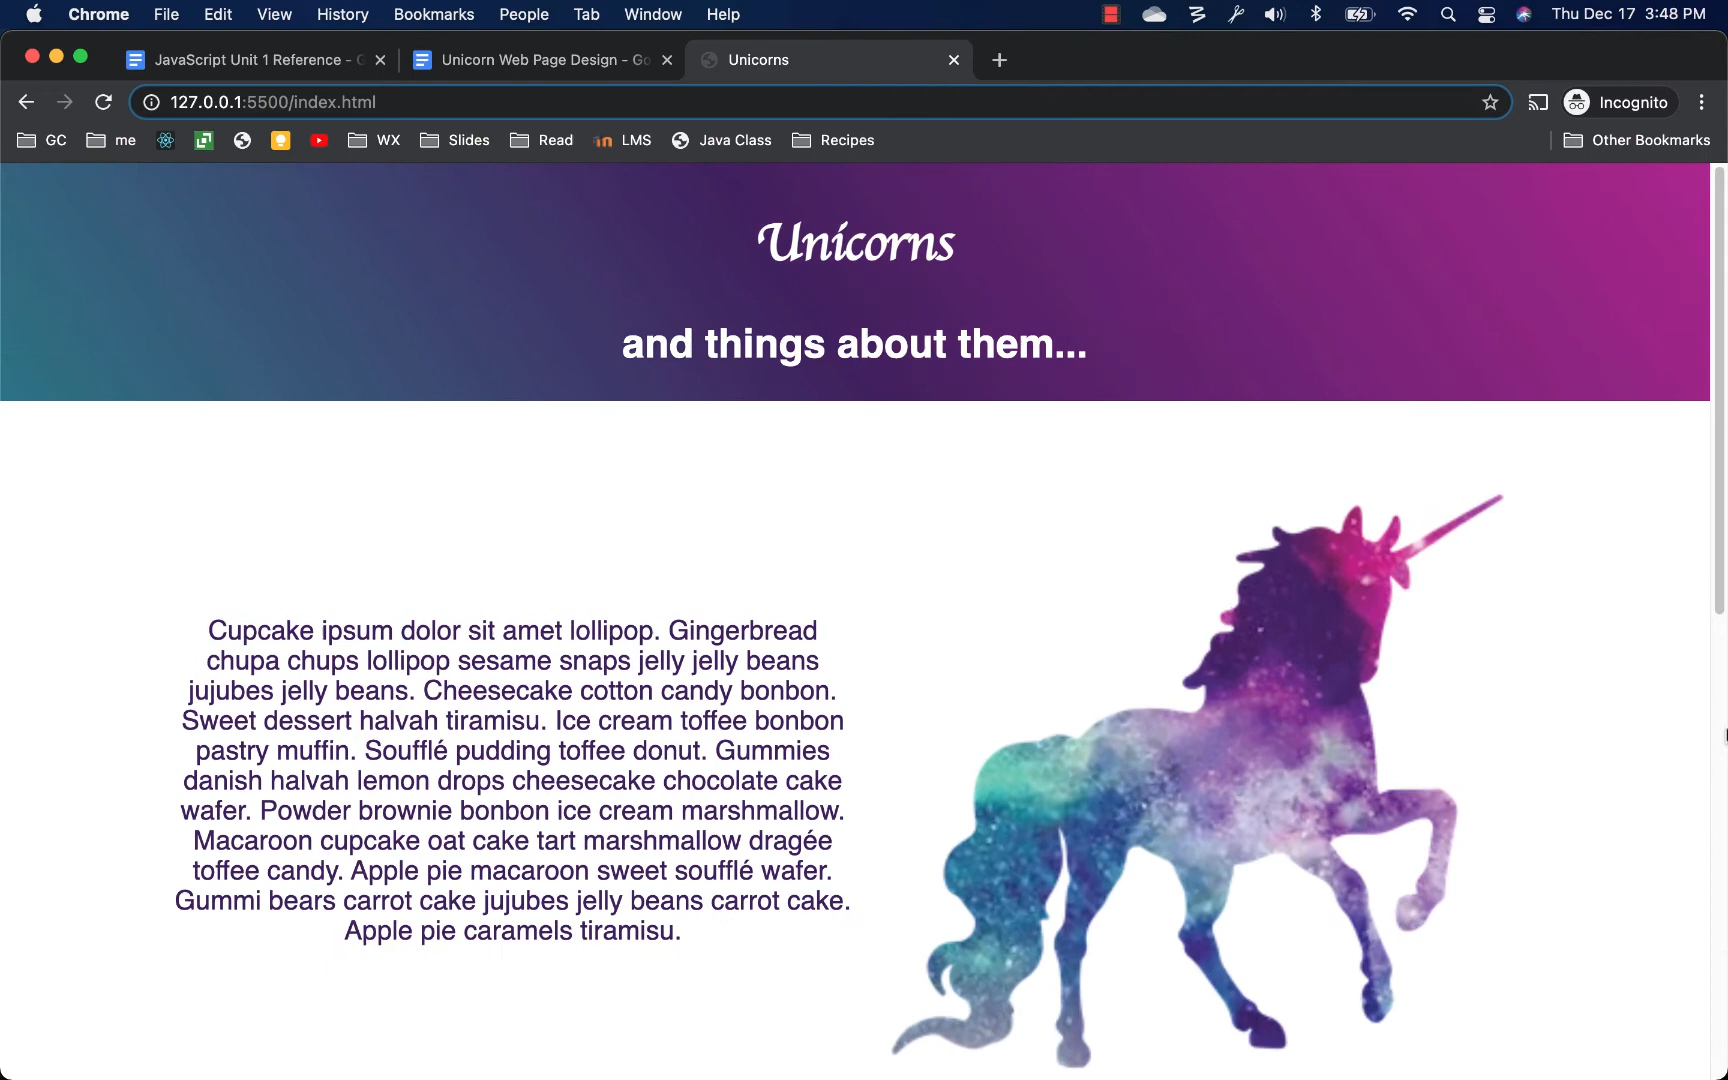 Chrome File Edit View History Bookmarks People Tab Window Help Thu Dec 17 3:48 PM
JavaScript Unit 1 Reference - G Unicorn Web Page Design - Go Unicorns
127.0.0.1:5500/index.html Incognito
GC me WX Slides Read LMS Java Class Recipes Other Bookmarks
Unicorns
and things about them...
Cupcake ipsum dolor sit amet lollipop. Gingerbread
chupa chups lollipop sesame snaps jelly jelly beans
jujubes jelly beans. Cheesecake cotton candy bonbon.
Sweet dessert halvah tiramisu. Ice cream toffee bonbon
pastry muffin. Soufflé pudding toffee donut. Gummies
danish halvah lemon drops cheesecake chocolate cake
wafer. Powder brownie bonbon ice cream marshmallow.
Macaroon cupcake oat cake tart marshmallow dragée
toffee candy. Apple pie macaroon sweet soufflé wafer.
Gummi bears carrot cake jujubes jelly beans carrot cake.
Apple pie caramels tiramisu.